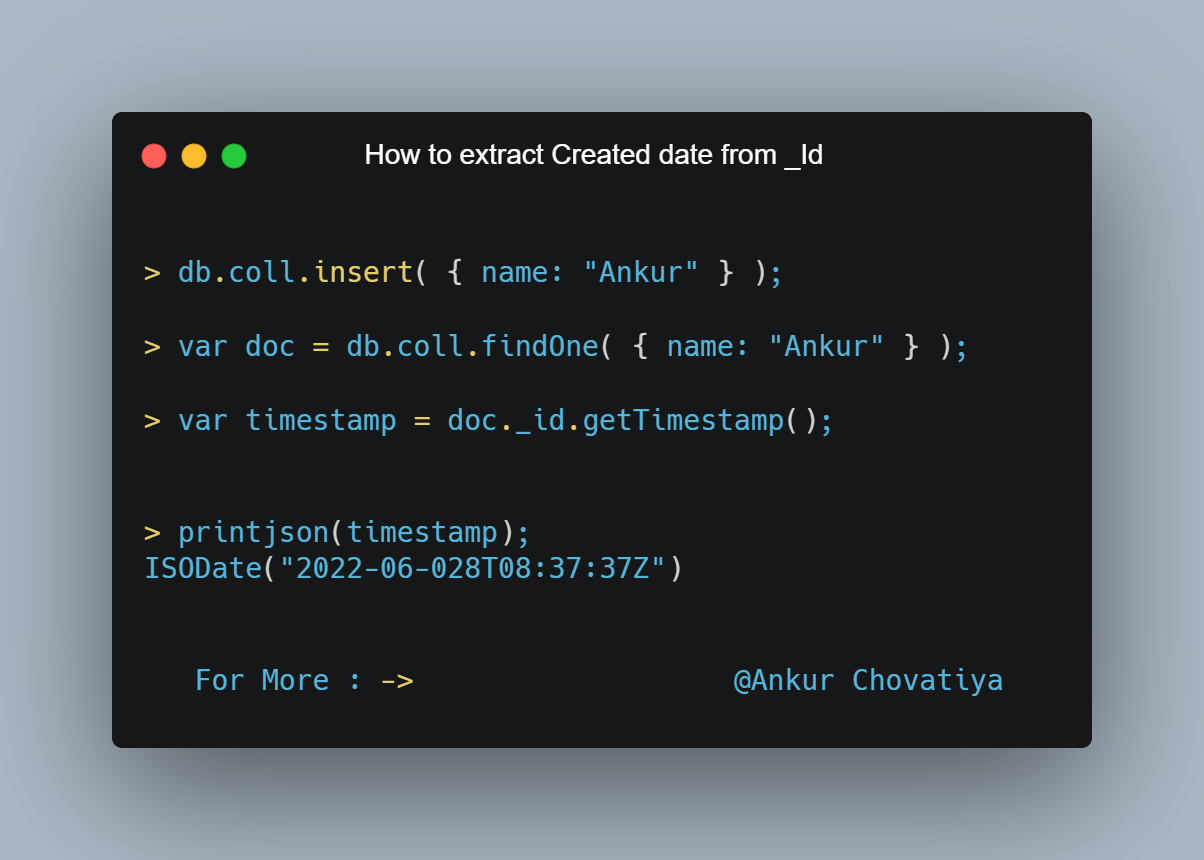 How to extract Created date from _Id
> db.coll.insert( { name: "Ankur" } );
> var doc = db.coll.findOne( { name: "Ankur" } );
> var timestamp = doc._id.getTimestamp();
> printjson(timestamp);
ISODate("2022-06-028T08:37:37Z")
For More : -> @Ankur Chovatiya